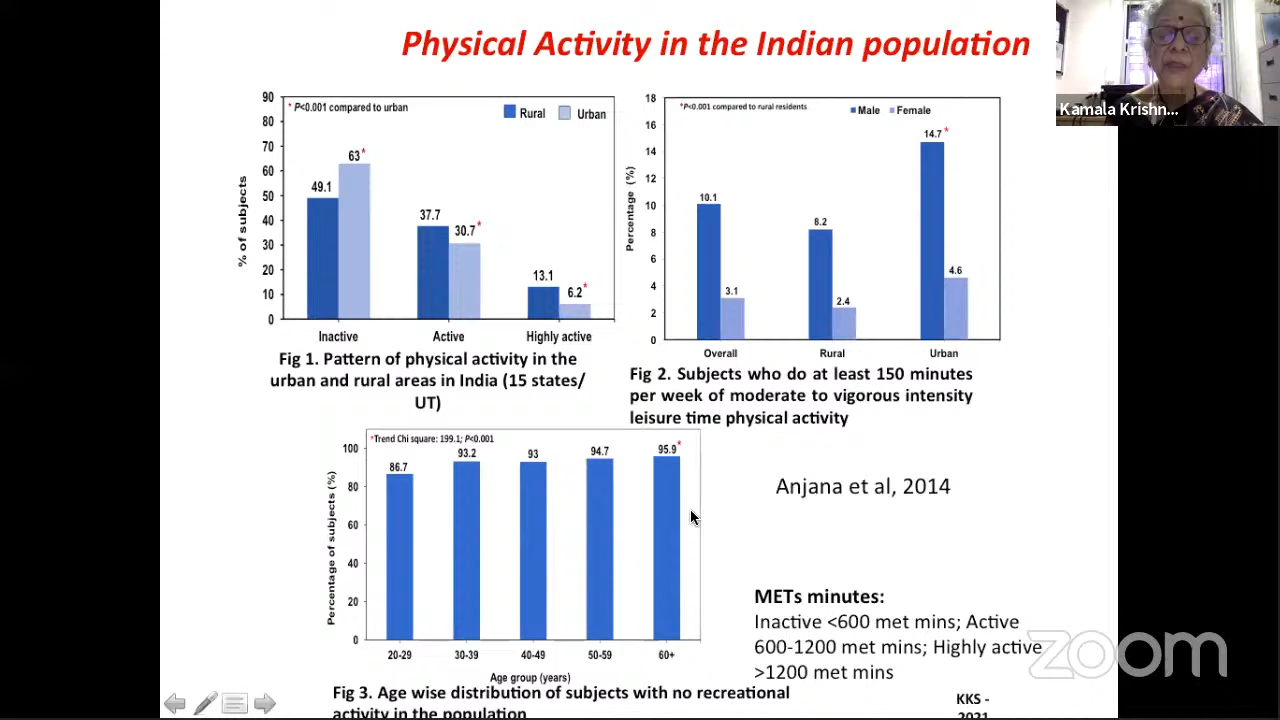 Physical Activity in the Indian population
Kamala Krishn...
* P<0.001 compared to urban
Rural
Urban
% of subjects
90
80
70
60
50
40
30
20
10
0
49.1
63*
37.7
30.7*
13.1
6.2*
Inactive
Active
Highly active
Fig 1. Pattern of physical activity in the
urban and rural areas in India (15 states/
UT)
*P<0.001 compared to rural residents
Male
Female
Percentage (%)
18
16
14
12
10
8
6
4
2
0
10.1
3.1
8.2
2.4
14.7*
4.6
Overall
Rural
Urban
Fig 2. Subjects who do at least 150 minutes
per week of moderate to vigorous intensity
leisure time physical activity
*Trend Chi square: 199.1; P<0.001
Percentage of subjects (%)
100
80
60
40
20
0
86.7
93.2
93
94.7
95.9*
20-29
30-39
40-49
50-59
60+
Age group (years)
Fig 3. Age wise distribution of subjects with no recreational
activity in the population
Anjana et al, 2014
METs minutes:
Inactive <600 met mins; Active
600-1200 met mins; Highly active
>1200 met mins
zoom
KKS -
2021